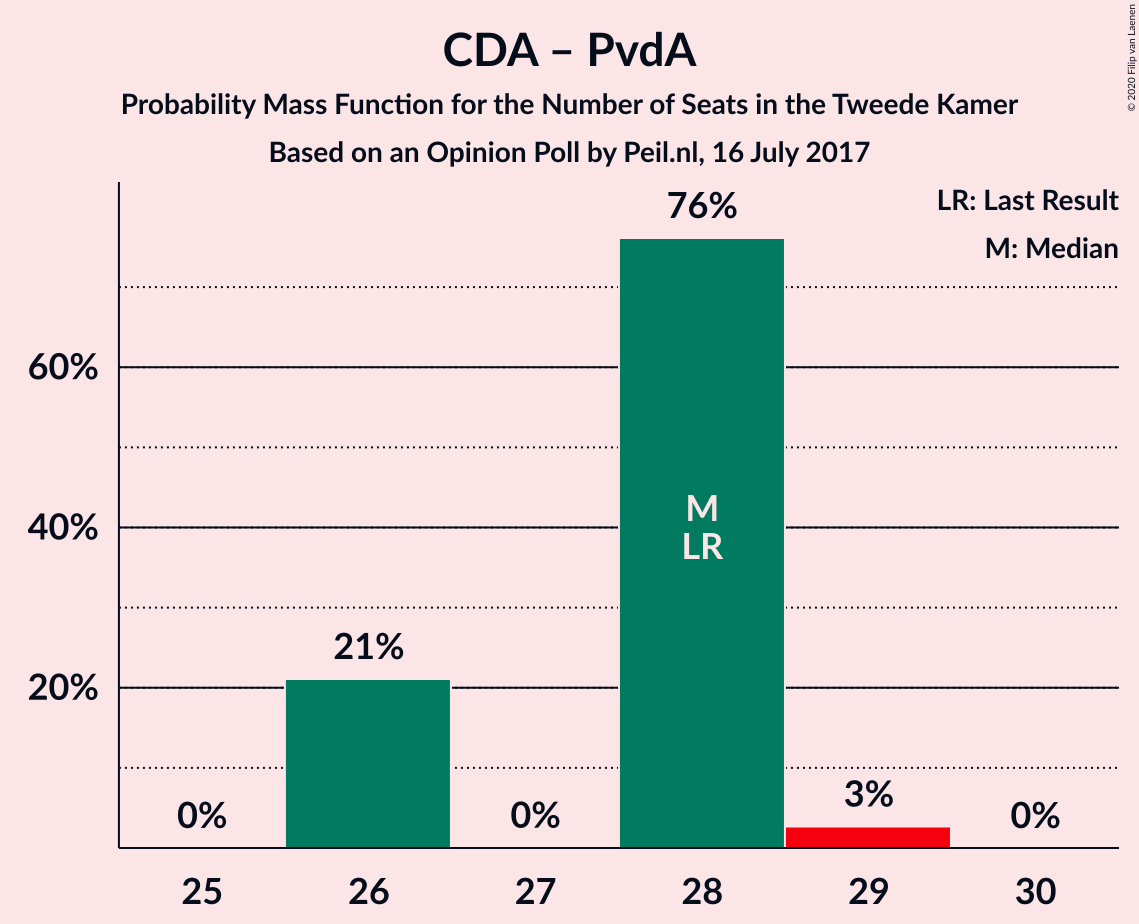 CDA – PvdA
Probability Mass Function for the Number of Seats in the Tweede Kamer
Based on an Opinion Poll by Peil.nl, 16 July 2017
© 2020 Filip van Laenen
LR: Last Result
M: Median
76%
60%
40%
20%
M
LR
0%
21%
0%
3%
0%
25
26
27
28
29
30